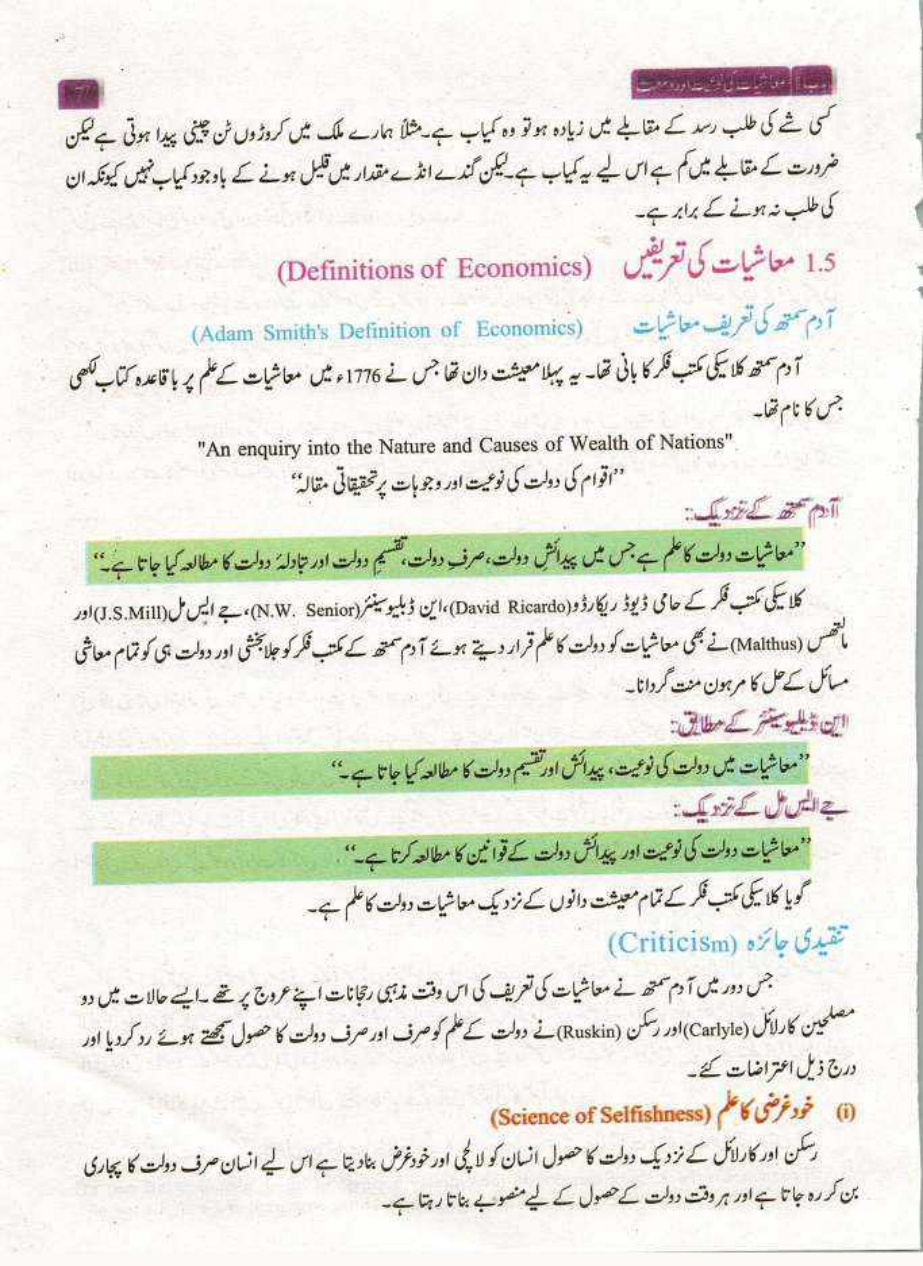 کسی شے کی طلب رسد کے مقابلے میں زیادہ ہو تو وہ کمیاب ہے۔ مثلاً ہمارے ملک میں کروڑوں ٹن چینی پیدا ہوتی ہے لیکن
ضرورت کے مقابلے میں کم ہے اس لیے یہ کمیاب ہے۔ لیکن گندے انڈے مقدار میں قلیل ہونے کے باوجود کمیاب نہیں کیونکہ ان
کی طلب نہ ہونے کے برابر ہے۔
1.5 معاشیات کی تعریفیں (Definitions of Economics)
آدم سمتھ کی تعریف معاشیات (Adam Smith's Definition of Economics)
آدم سمتھ کلاسیکی مکتب فکر کا بانی تھا۔ یہ پہلا معیشت دان تھا جس نے 1776ء میں معاشیات کے علم پر باقاعدہ کتاب لکھی
جس کا نام تھا۔
"An enquiry into the Nature and Causes of Wealth of Nations"
”اقوام کی دولت کی نوعیت اور وجوہات پر تحقیقاتی مقالہ“
آدم سمتھ کے نزدیک:
”معاشیات دولت کا علم ہے جس میں پیدائشِ دولت، صرفِ دولت، تقسیمِ دولت اور تبادلۂ دولت کا مطالعہ کیا جاتا ہے۔“
کلاسیکی مکتب فکر کے حامی ڈیوڈ ریکارڈو (David Ricardo)، این ڈبلیو سینئر (N.W. Senior)، جے ایس مل (J.S.Mill) اور
مالتھس (Malthus) نے بھی معاشیات کو دولت کا علم قرار دیتے ہوئے آدم سمتھ کے مکتب فکر کو جلا بخشی اور دولت ہی کو تمام معاشی
مسائل کے حل کا مرہون منت گردانا۔
این ڈبلیو سینئر کے مطابق:
”معاشیات میں دولت کی نوعیت، پیدائش اور تقسیم دولت کا مطالعہ کیا جاتا ہے۔“
جے ایس مل کے نزدیک:
”معاشیات دولت کی نوعیت اور پیدائش دولت کے قوانین کا مطالعہ کرتا ہے۔“
گویا کلاسیکی مکتب فکر کے تمام معیشت دانوں کے نزدیک معاشیات دولت کا علم ہے۔
تنقیدی جائزہ (Criticism)
جس دور میں آدم سمتھ نے معاشیات کی تعریف کی اس وقت مذہبی رجحانات اپنے عروج پر تھے۔ ایسے حالات میں دو
مصلحین کارلائل (Carlyle) اور رسکن (Ruskin) نے دولت کے علم کو صرف اور صرف دولت کا حصول سمجھتے ہوئے رد کردیا اور
درج ذیل اعتراضات کئے۔
(i) خودغرضی کا علم (Science of Selfishness)
رسکن اور کارلائل کے نزدیک دولت کا حصول انسان کو لالچی اور خودغرض بنادیتا ہے اس لیے انسان صرف دولت کا پجاری
بن کر رہ جاتا ہے اور ہر وقت دولت کے حصول کے لیے منصوبے بناتا رہتا ہے۔